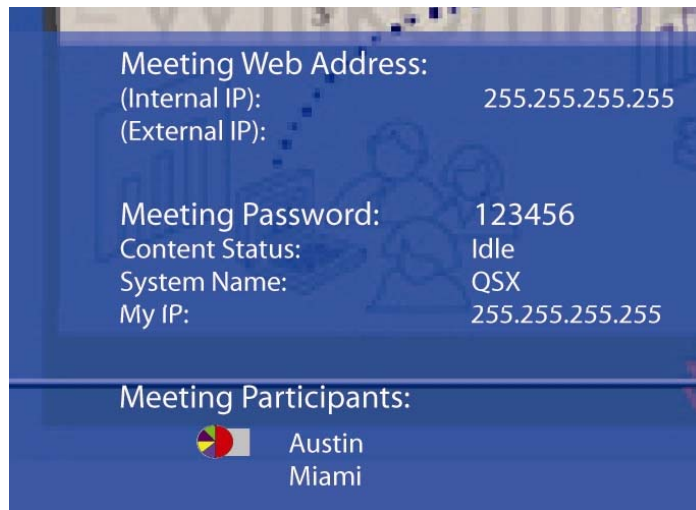 Meeting Web Address:
(Internal IP): 255.255.255.255
(External IP):
Meeting Password: 123456
Content Status: Idle
System Name: QSX
My IP: 255.255.255.255
Meeting Participants:
Austin
Miami